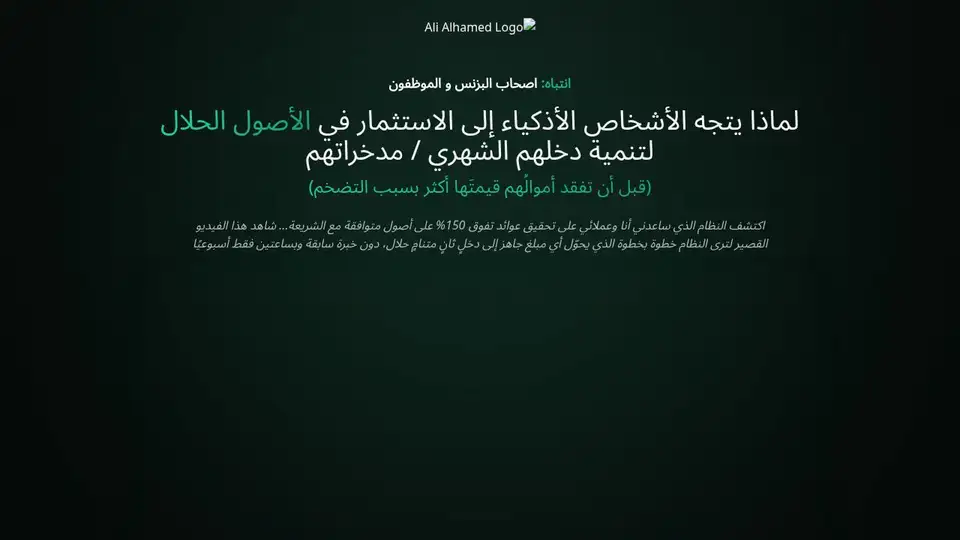 Ali Alhamed Logo
انتباه: اصحاب البزنس و الموظفون
لماذا يتجه الأشخاص الأذكياء إلى الاستثمار في الأصول الحلال
لتنمية دخلهم الشهري / مدخراتهم
(قبل أن تفقد أموالُهم قيمتَها أكثر بسبب التضخم)
اكتشف النظام الذي ساعدني أنا وعملائي على تحقيق عوائد تفوق 150% على أصول متوافقة مع الشريعة... شاهد هذا الفيديو
القصير لترى النظام خطوة بخطوة الذي يحوّل أي مبلغ جاهز إلى دخلٍ ثانٍ متنامٍ حلال، دون خبرة سابقة وبساعتين فقط أسبوعيًا